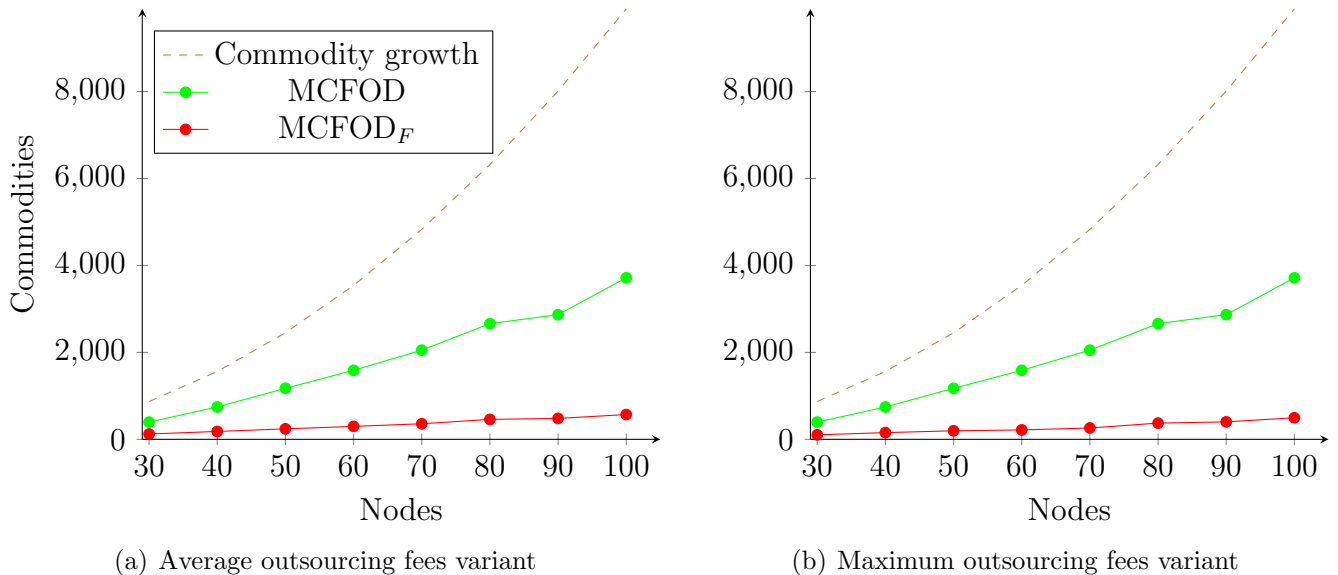 Commodity growth
MCFOD
MCFOD_F
Commodities
8,000
6,000
4,000
2,000
0
30 40 50 60 70 80 90 100
Nodes
(a) Average outsourcing fees variant
8,000
6,000
4,000
2,000
0
30 40 50 60 70 80 90 100
Nodes
(b) Maximum outsourcing fees variant